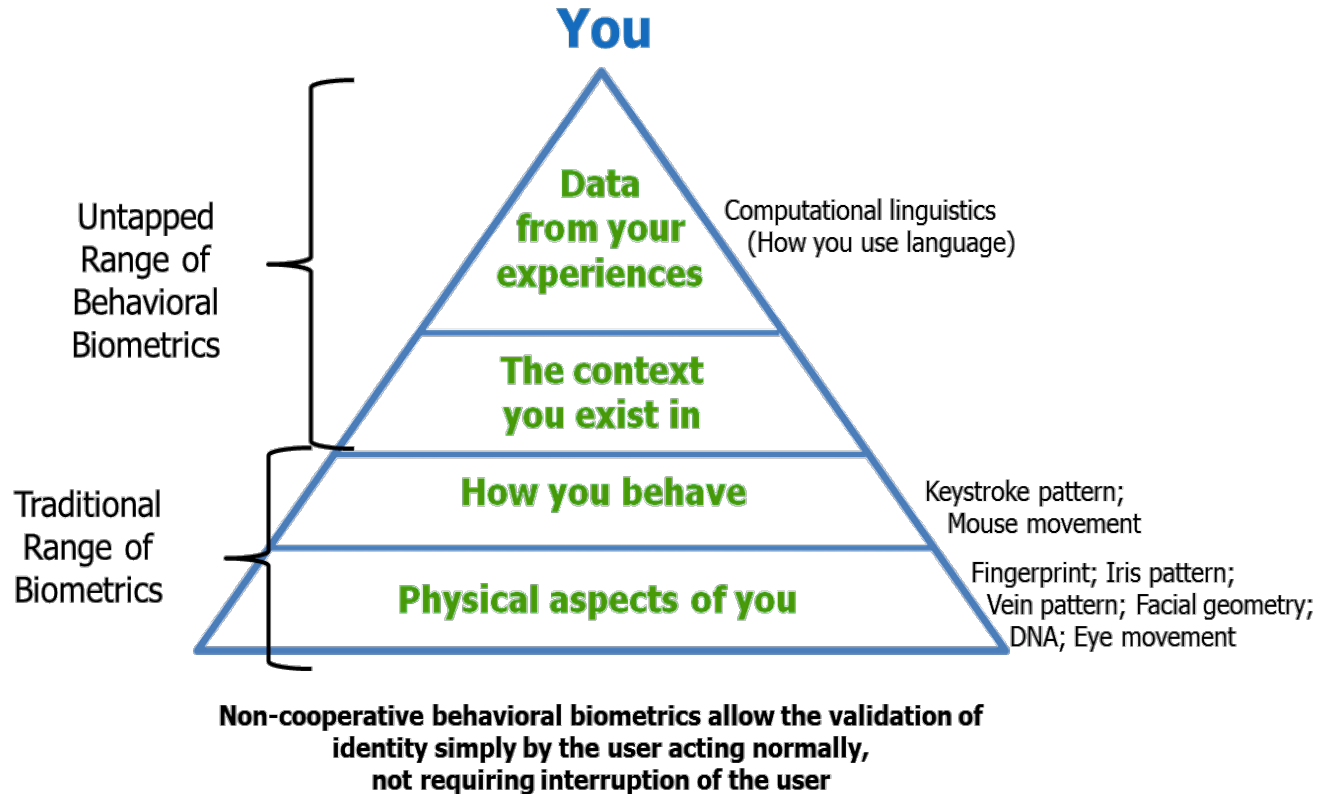 You
Untapped
Range of
Behavioral
Biometrics
Data
from your
experiences
Computational linguistics
(How you use language)
The context
you exist in
Traditional
Range of
Biometrics
How you behave
Keystroke pattern;
Mouse movement
Physical aspects of you
Fingerprint; Iris pattern;
Vein pattern; Facial geometry;
DNA; Eye movement
Non-cooperative behavioral biometrics allow the validation of
identity simply by the user acting normally,
not requiring interruption of the user